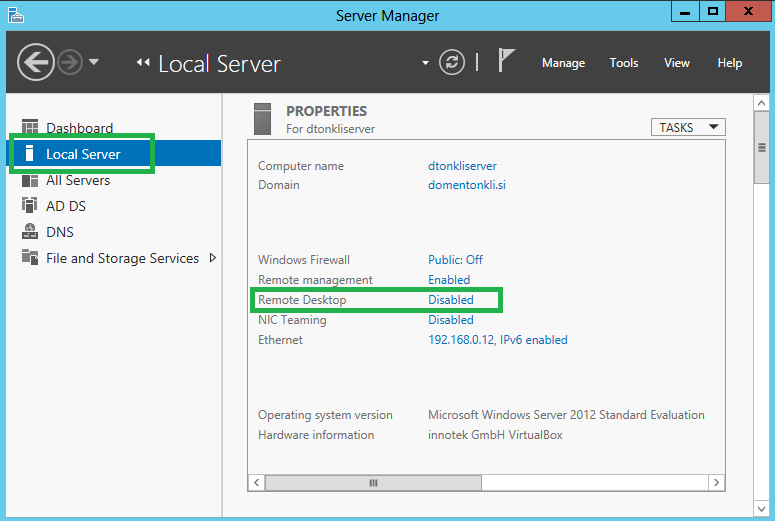 Server Manager
Local Server
Manage Tools View Help
Dashboard
Local Server
All Servers
AD DS
DNS
File and Storage Services
PROPERTIES
For dtonkliserver
TASKS
Computer name dtonkliserver
Domain domentonkli.si
Windows Firewall Public: Off
Remote management Enabled
Remote Desktop Disabled
NIC Teaming Disabled
Ethernet 192.168.0.12, IPv6 enabled
Operating system version Microsoft Windows Server 2012 Standard Evaluation
Hardware information innotek GmbH VirtualBox